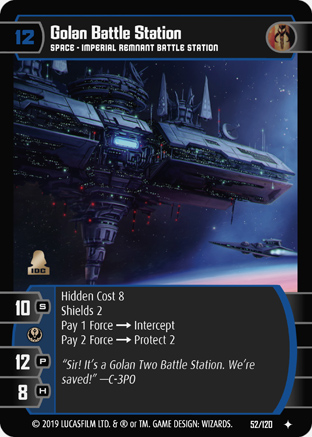 12
Golan Battle Station
SPACE - IMPERIAL REMNANT BATTLE STATION
IDC
10 S
12 P
8 H
Hidden Cost 8
Shields 2
Pay 1 Force → Intercept
Pay 2 Force → Protect 2
“Sir! It’s a Golan Two Battle Station. We’re
saved!” —C-3PO
© 2019 LUCASFILM LTD. & ® or TM. GAME DESIGN: WIZARDS.
52/120